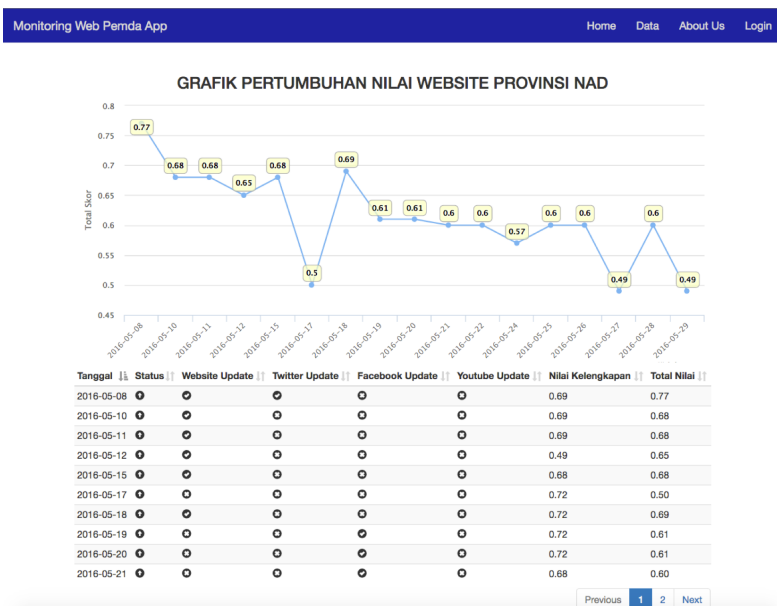 Monitoring Web Pemda App Home Data About Us Login
GRAFIK PERTUMBUHAN NILAI WEBSITE PROVINSI NAD
Total Skor
0.8
0.75
0.7
0.65
0.6
0.55
0.5
0.45
0.77 0.68 0.68 0.65 0.68 0.5 0.69 0.61 0.61 0.6 0.6 0.57 0.6 0.6 0.49 0.6 0.49
2016-05-08 2016-05-10 2016-05-11 2016-05-12 2016-05-15 2016-05-17 2016-05-18 2016-05-19 2016-05-20 2016-05-21 2016-05-22 2016-05-24 2016-05-25 2016-05-26 2016-05-27 2016-05-28 2016-05-29
Tanggal Status Website Update Twitter Update Facebook Update Youtube Update Nilai Kelengkapan Total Nilai
2016-05-08 0.69 0.77
2016-05-10 0.69 0.68
2016-05-11 0.69 0.68
2016-05-12 0.49 0.65
2016-05-15 0.68 0.68
2016-05-17 0.72 0.50
2016-05-18 0.72 0.69
2016-05-19 0.72 0.61
2016-05-20 0.72 0.61
2016-05-21 0.68 0.60
Previous 1 2 Next